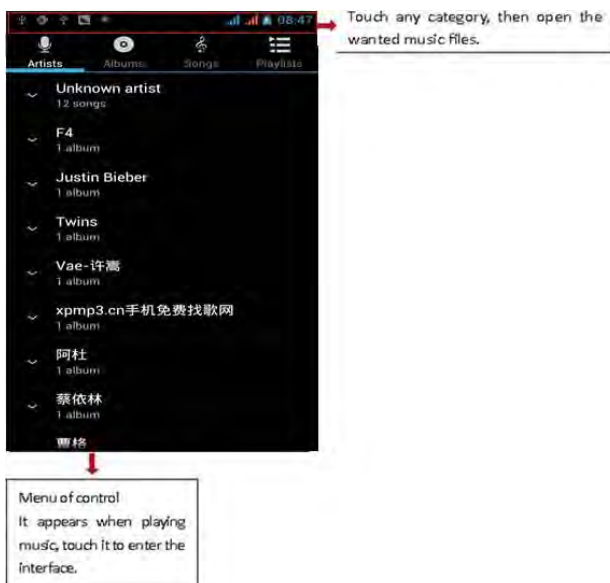 08:47
Touch any category, then open the
wanted music files.
Artists Albums Songs Playlists
Unknown artist
12 songs
F4
1 album
Justin Bieber
1 album
Twins
1 album
Vae-许嵩
1 album
xpmp3.cn手机免费找歌网
1 album
阿杜
1 album
蔡依林
1 album
曹格
Menu of control
It appears when playing
music, touch it to enter the
interface.